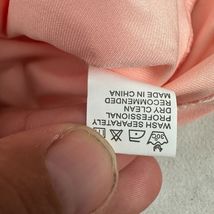 WASH SEPARATELY
PROFESSIONAL
DRY CLEAN
RECOMMENDED
MADE IN CHINA